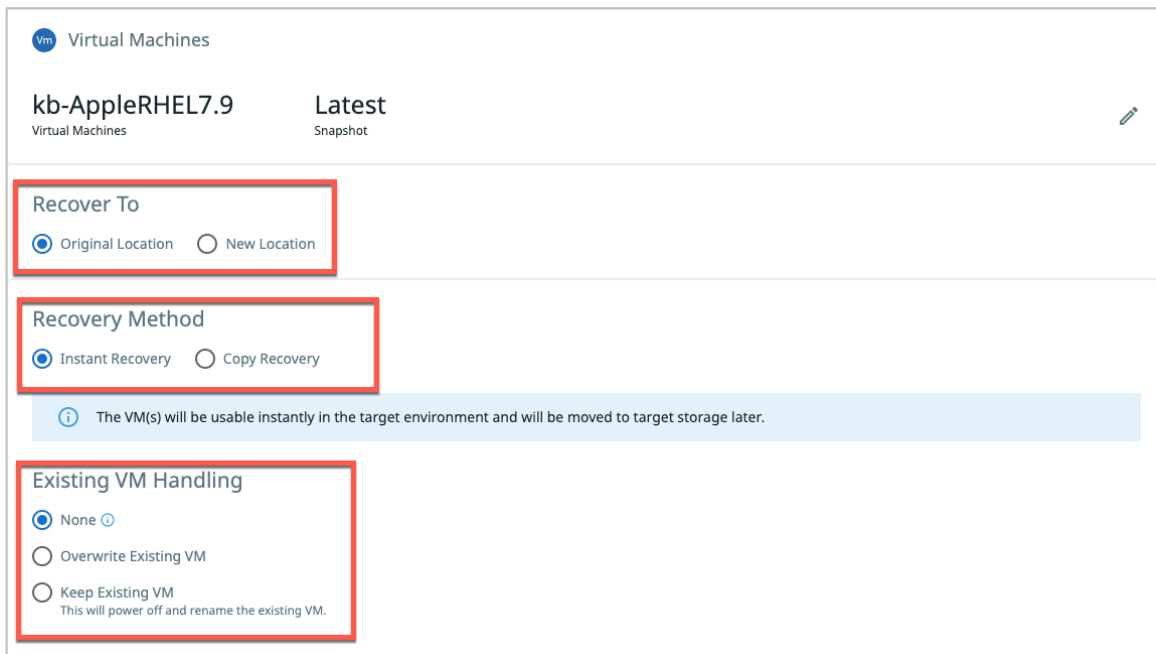 Vm Virtual Machines
kb-AppleRHEL7.9 Latest
Virtual Machines Snapshot
Recover To
Original Location New Location
Recovery Method
Instant Recovery Copy Recovery
The VM(s) will be usable instantly in the target environment and will be moved to target storage later.
Existing VM Handling
None
Overwrite Existing VM
Keep Existing VM
This will power off and rename the existing VM.